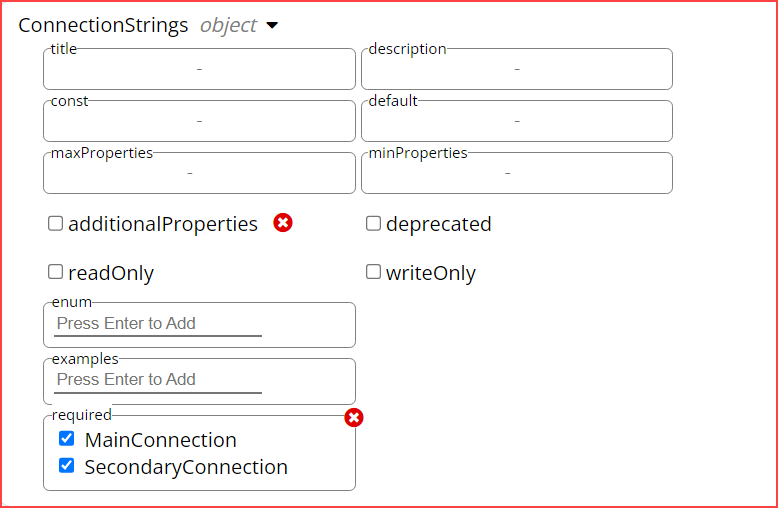 ConnectionStrings object
title description
- -
const default
- -
maxProperties minProperties
- -
additionalProperties deprecated
readOnly writeOnly
enum
Press Enter to Add
examples
Press Enter to Add
required
MainConnection
SecondaryConnection